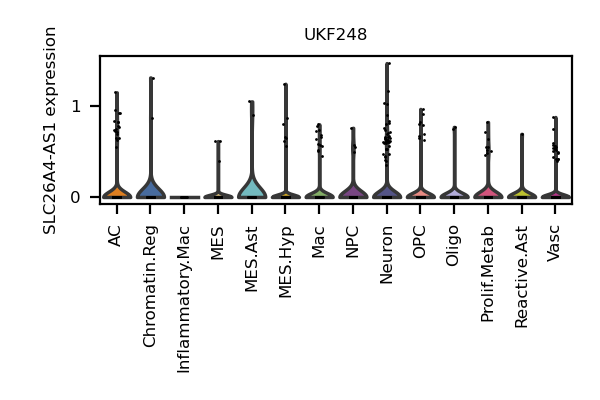 UKF248
SLC26A4-AS1 expression
1
0
AC
Chromatin.Reg
Inflammatory.Mac
MES
MES.Ast
MES.Hyp
Mac
NPC
Neuron
OPC
Oligo
Prolif.Metab
Reactive.Ast
Vasc